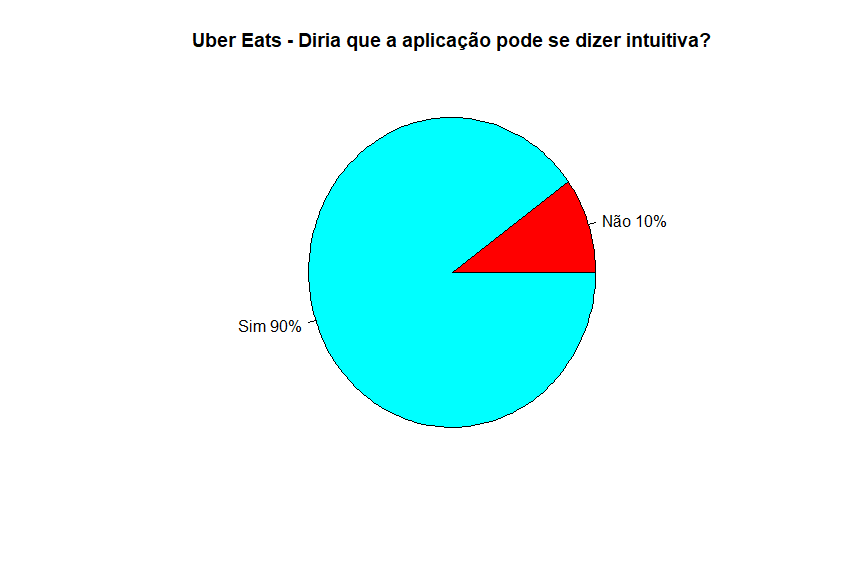 Uber Eats - Diria que a aplicação pode se dizer intuitiva?
Não 10%
Sim 90%